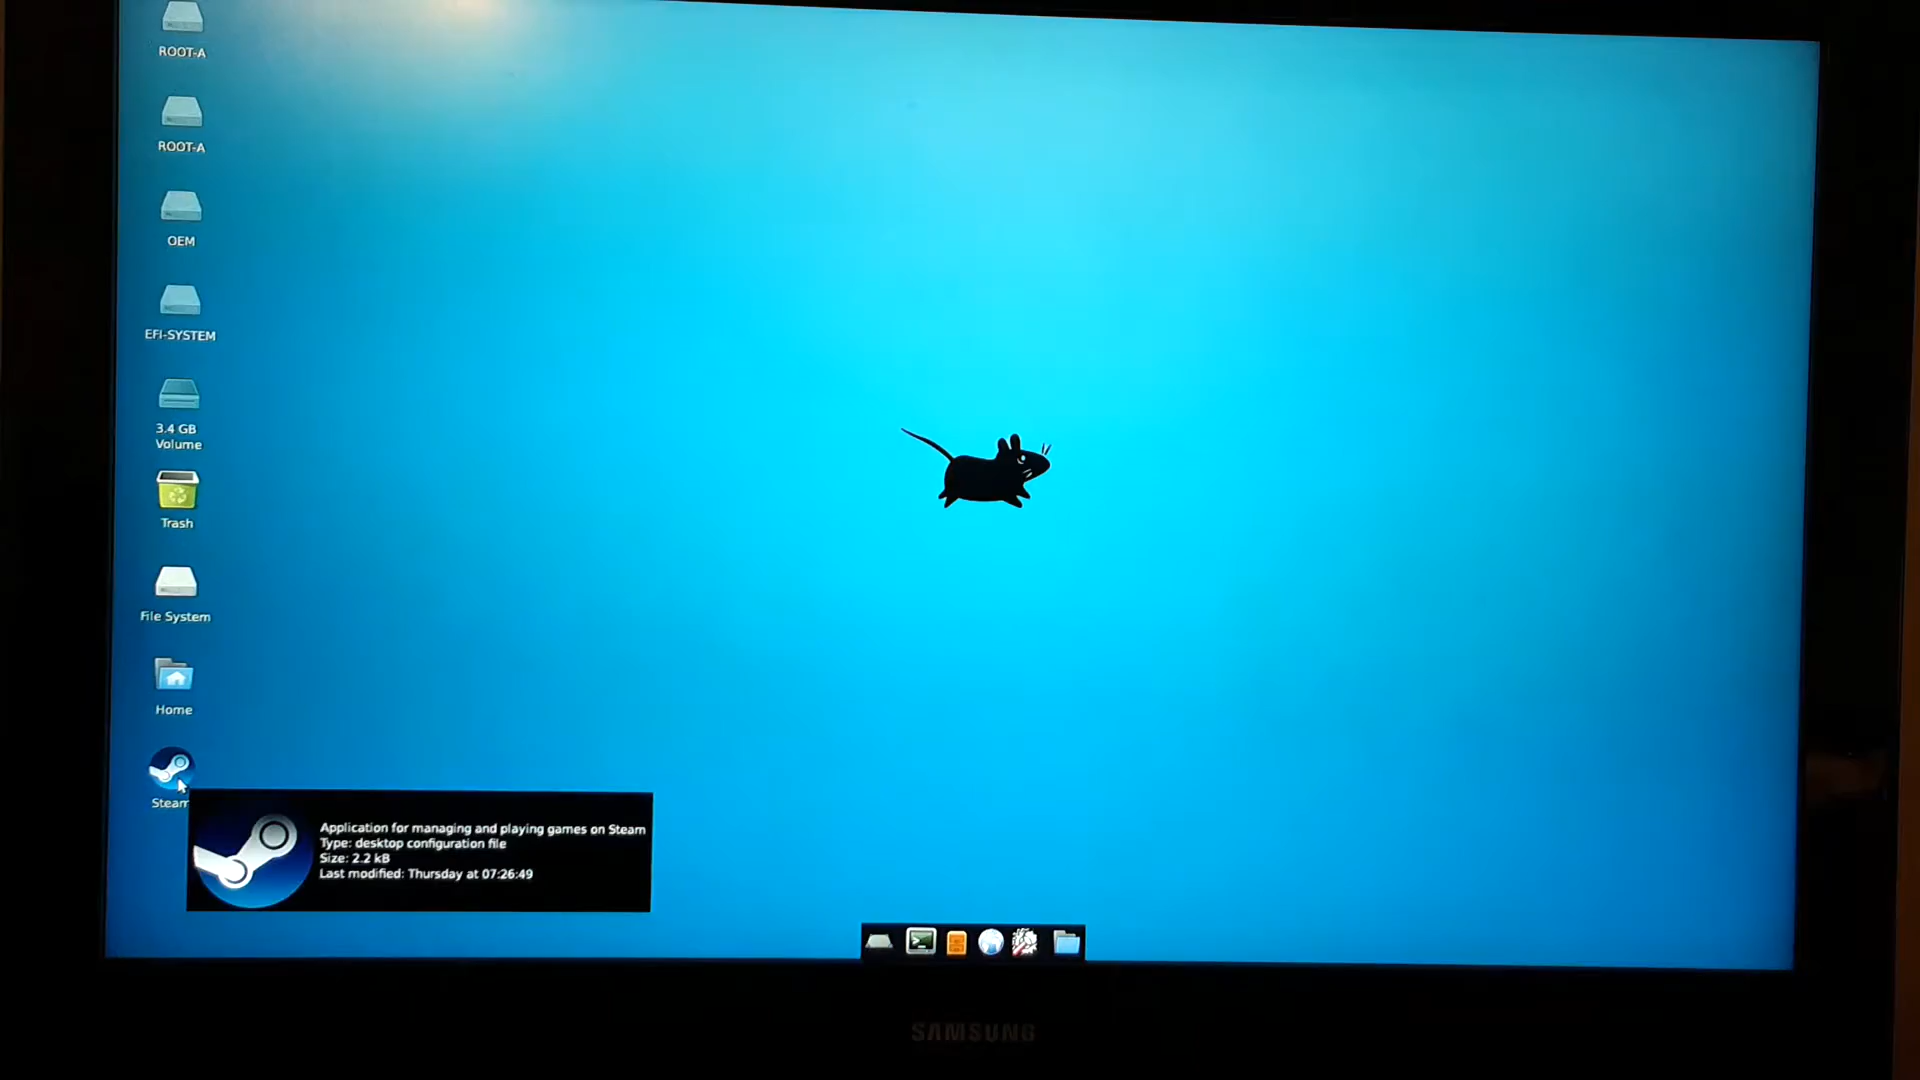 ROOT-A
ROOT-A
OEM
EFI-SYSTEM
3.4 GB
Volume
Trash
File System
Home
Steam
Application for managing and playing games on Steam
Type: desktop configuration file
Size: 2.2 kB
Last modified: Thursday at 07:26:49
SAMSUNG